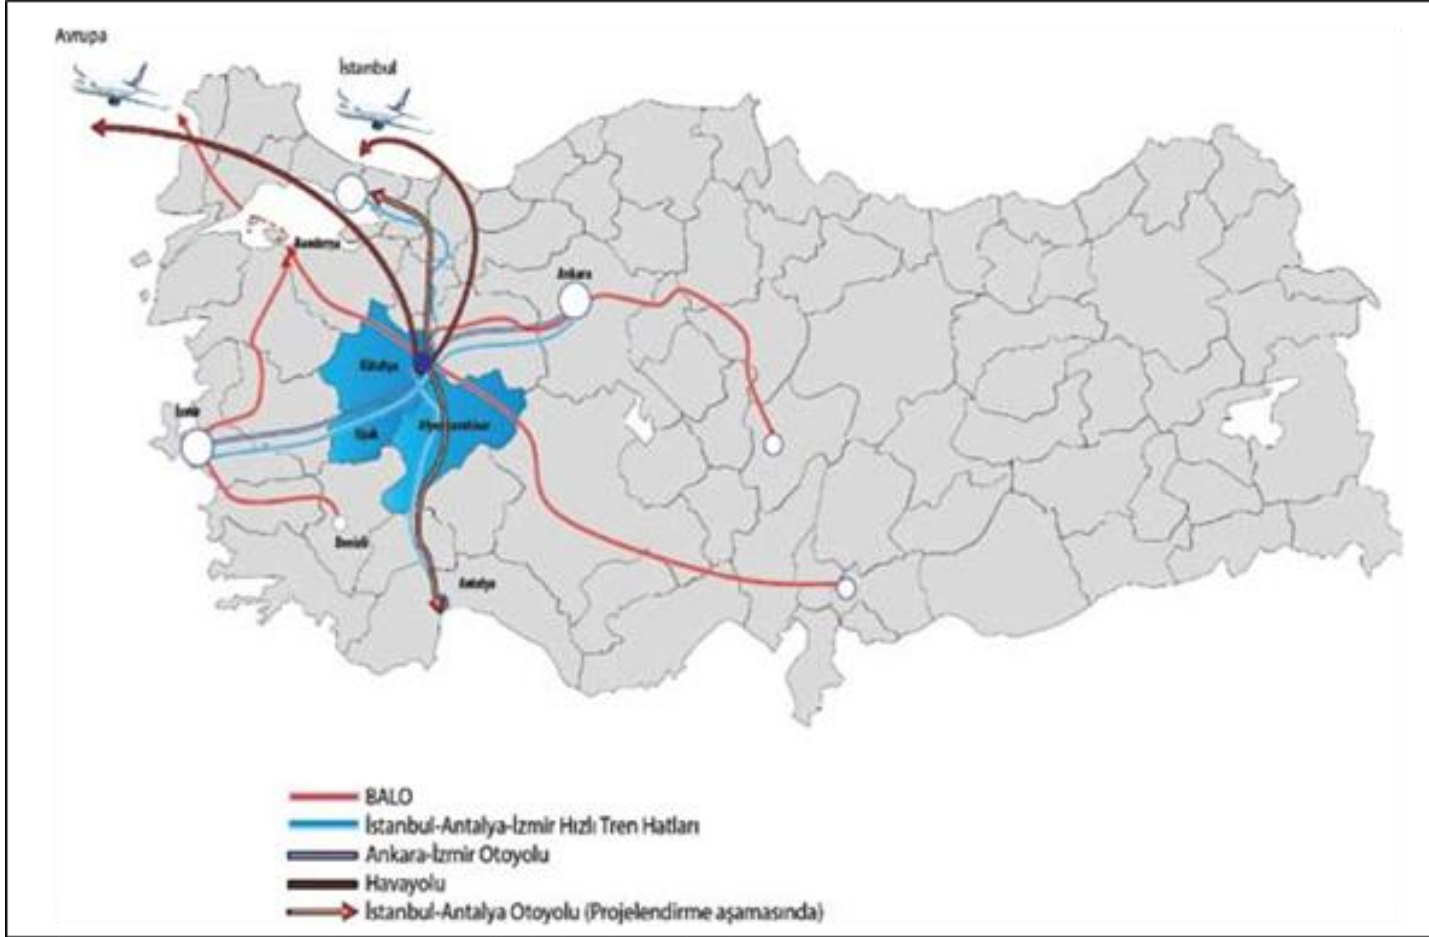 Avrupa
İstanbul
Bandırma
Ankara
Kütahya
İzmir
Uşak
Afyonkarahisar
Denizli
Antalya
BALO
İstanbul-Antalya-İzmir Hızlı Tren Hatları
Ankara-İzmir Otoyolu
Havayolu
İstanbul-Antalya Otoyolu (Projelendirme aşamasında)